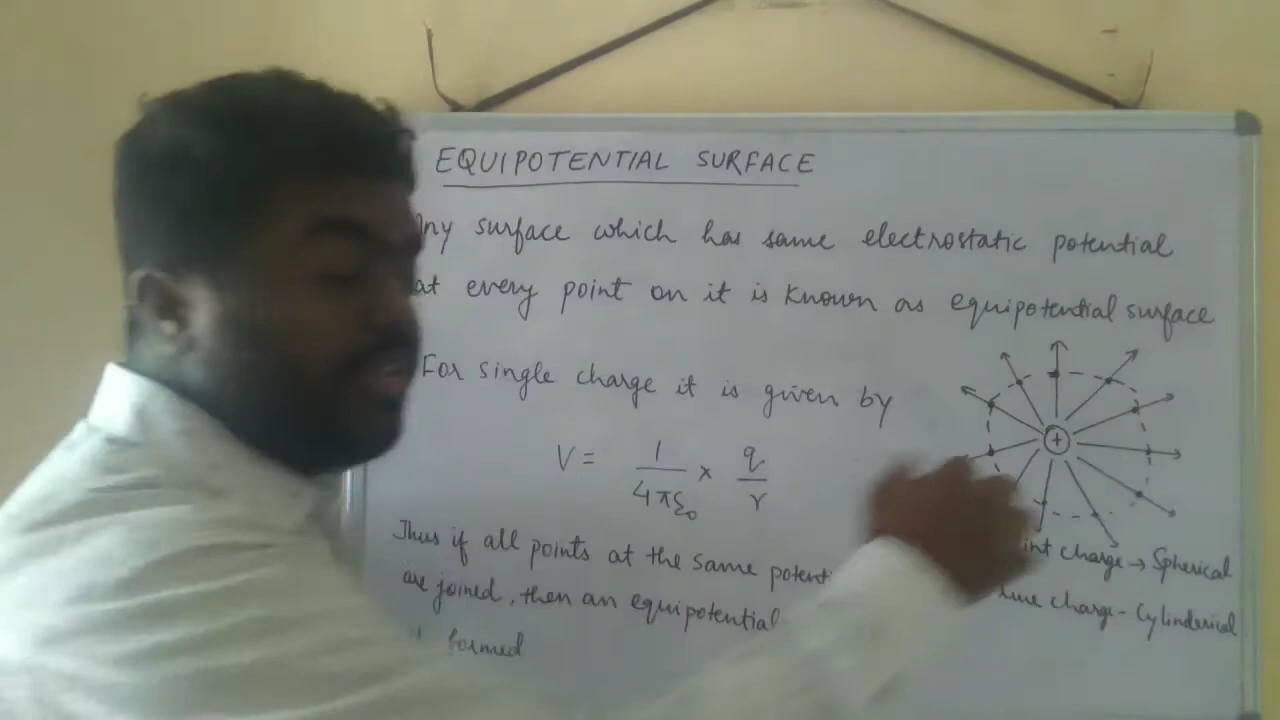 EQUIPOTENTIAL SURFACE
Any surface which has same electrostatic potential
at every point on it is known as equipotential surface
For single charge it is given by
V = 1/4πε₀ × q/r
+
Thus if all points at the same potenti
are joined, then an equipotential
formed
int charge → Spherical
line charge - Cylinderical